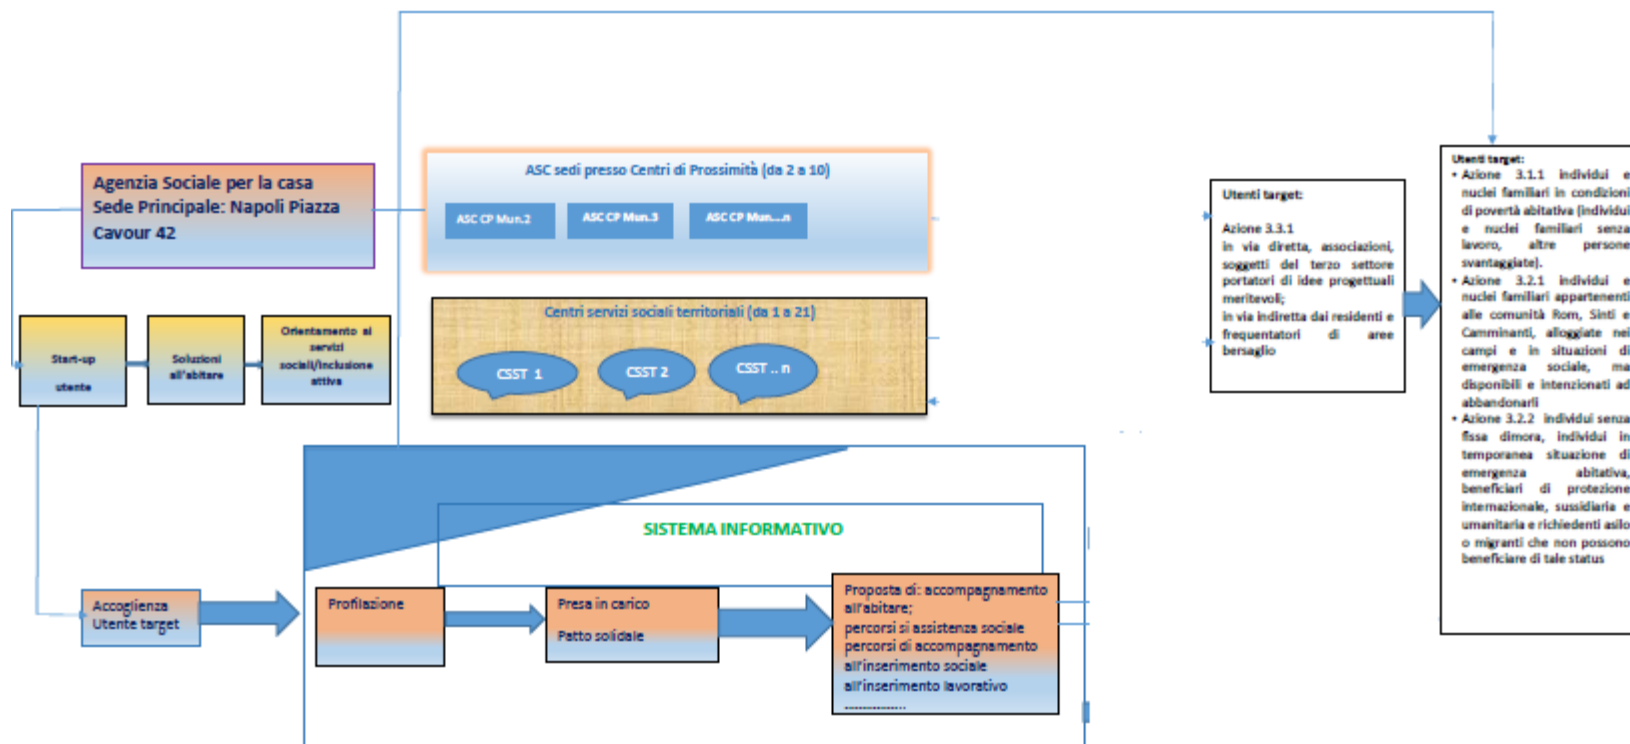 Agenzia Sociale per la casa
Sede Principale: Napoli Piazza
Cavour 42
ASC sedi presso Centri di Prossimità (da 2 a 10)
ASC CP Mun.2
ASC CP Mun.3
ASC CP Mun....n
Centri servizi sociali territoriali (da 1 a 21)
CSST 1
CSST 2
CSST .. n
Start-up
utente
Soluzioni
all'abitare
Orientamento ai
servizi
sociali/inclusione
attiva
SISTEMA INFORMATIVO
Accoglienza
Utente target
Profilazione
Presa in carico
Patto solidale
Proposta di: accompagnamento
all'abitare;
percorsi si assistenza sociale
percorsi di accompagnamento
all'inserimento sociale
all'inserimento lavorativo
.................
Utenti target:
Azione 3.3.1
in via diretta, associazioni,
soggetti del terzo settore
portatori di idee progettuali
meritevoli;
in via indiretta dai residenti e
frequentatori di aree
bersaglio
Utenti target:
• Azione 3.1.1 individui e
nuclei familiari in condizioni
di povertà abitativa (individui
e nuclei familiari senza
lavoro, altre persone
svantaggiate).
• Azione 3.2.1 individui e
nuclei familiari appartenenti
alle comunità Rom, Sinti e
Camminanti, alloggiate nei
campi e in situazioni di
emergenza sociale, ma
disponibili e intenzionati ad
abbandonarli
• Azione 3.2.2 individui senza
fissa dimora, individui in
temporanea situazione di
emergenza abitativa,
beneficiari di protezione
internazionale, sussidiaria e
umanitaria e richiedenti asilo
o migranti che non possono
beneficiare di tale status